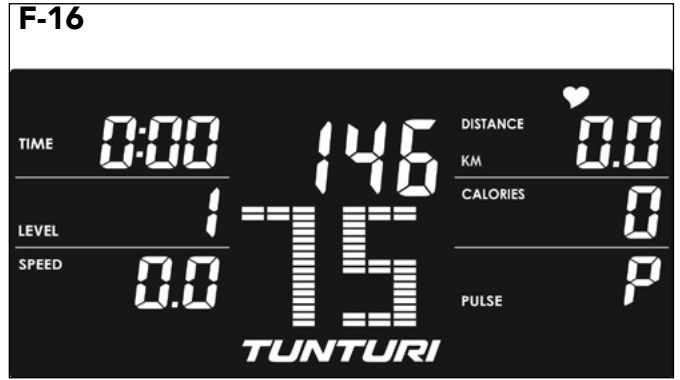 F-16
TIME 0:00
146
DISTANCE
KM 0.0
LEVEL 1
75
CALORIES 0
SPEED 0.0
PULSE P
TUNTURI